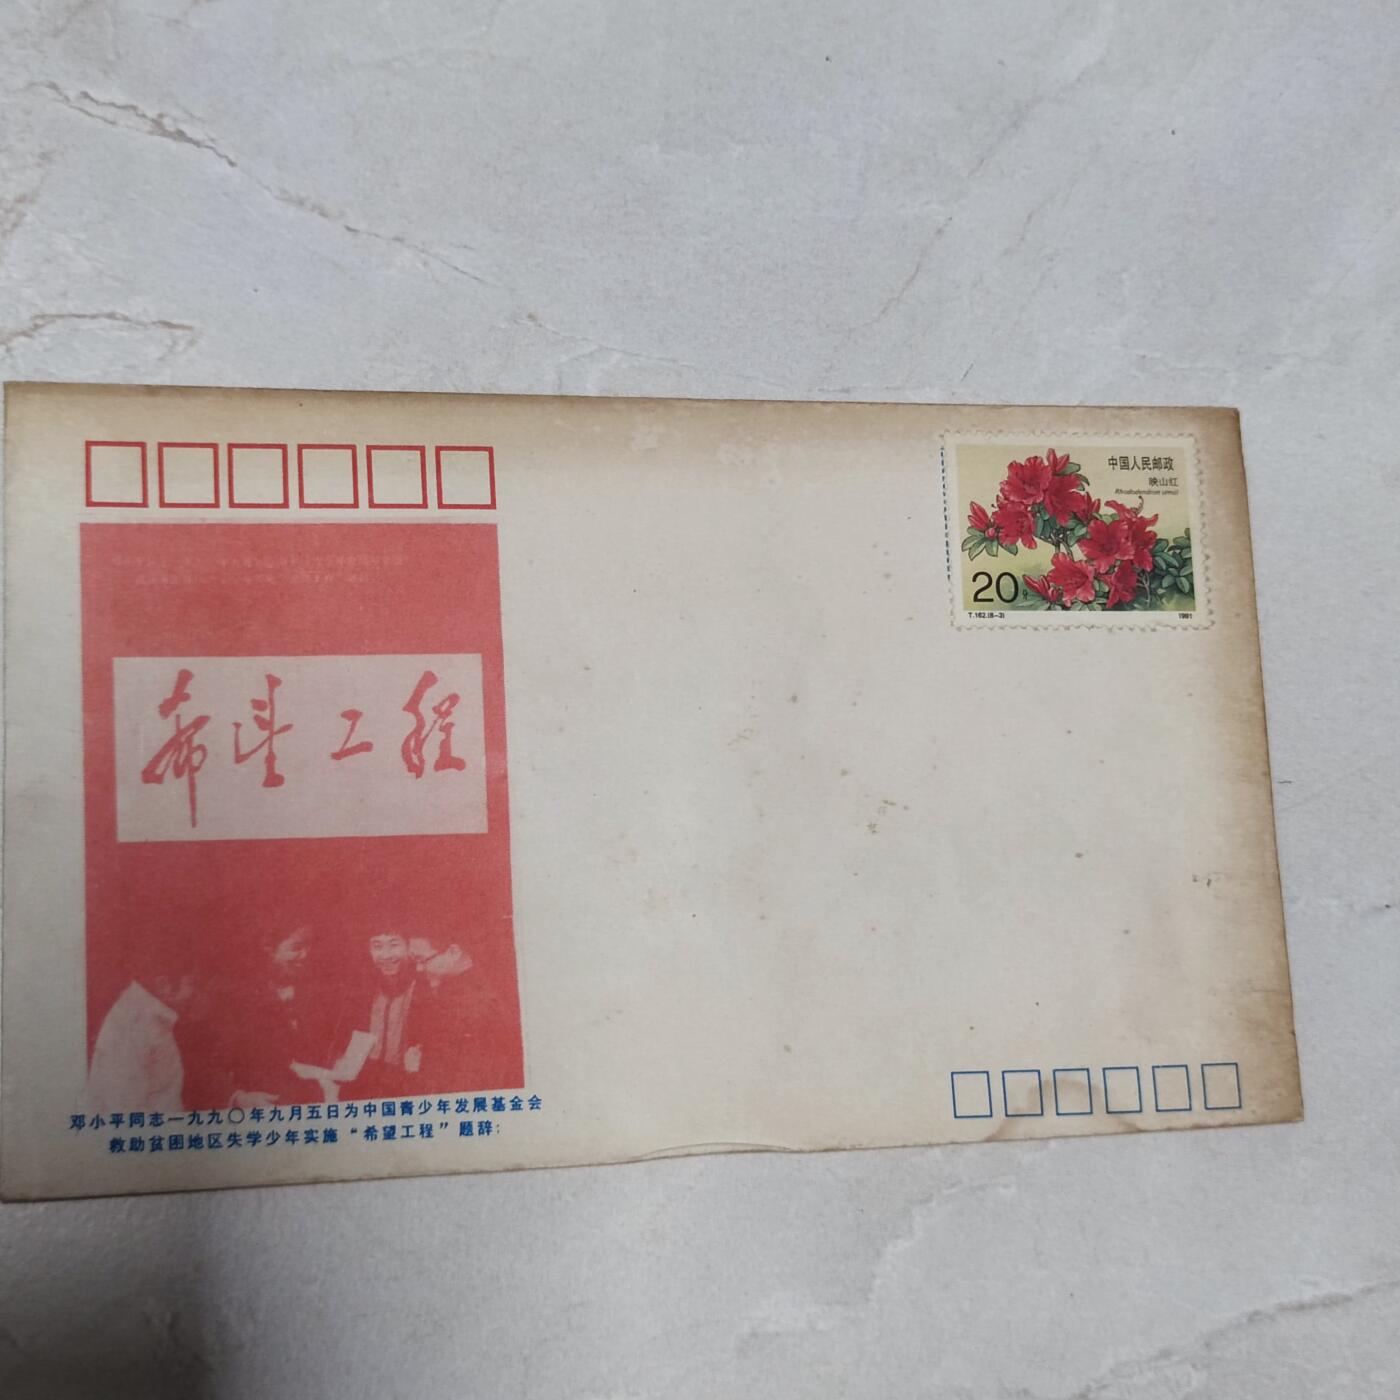 中国人民邮政
映山红
Rhododendron simsii
20分
T.162.(8-3)
1991
希望工程
邓小平同志一九九〇年九月五日为中国青少年发展基金会
救助贫困地区失学少年实施“希望工程”题辞：